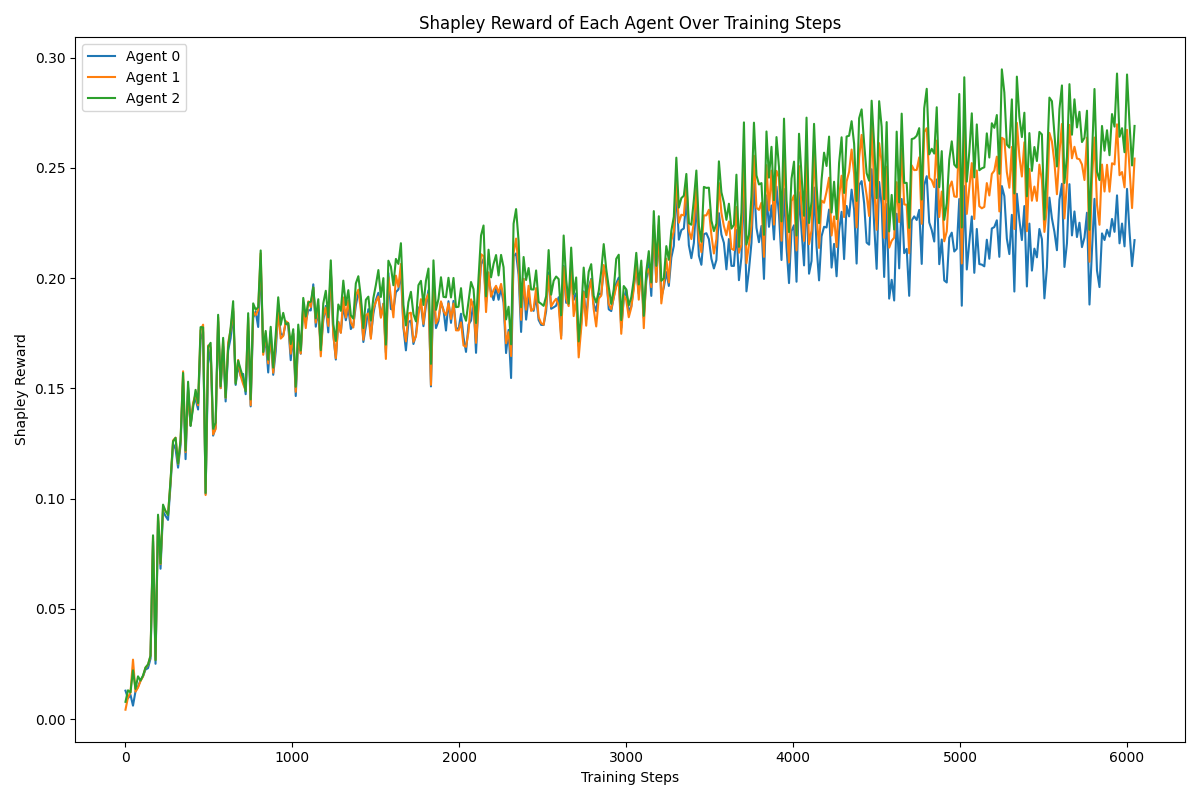 Shapley Reward of Each Agent Over Training Steps
Agent 0
Agent 1
Agent 2
Shapley Reward
0.30
0.25
0.20
0.15
0.10
0.05
0.00
0 1000 2000 3000 4000 5000 6000
Training Steps